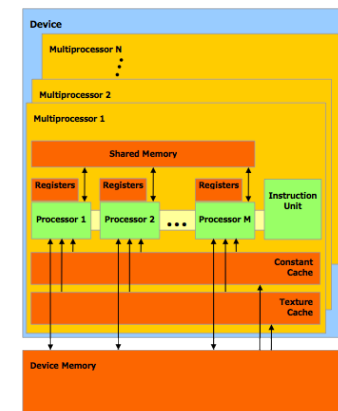 Device
Multiprocessor N
Multiprocessor 2
Multiprocessor 1
Shared Memory
Registers Registers Registers
Processor 1 Processor 2 ••• Processor M
Instruction
Unit
Constant
Cache
Texture
Cache
Device Memory